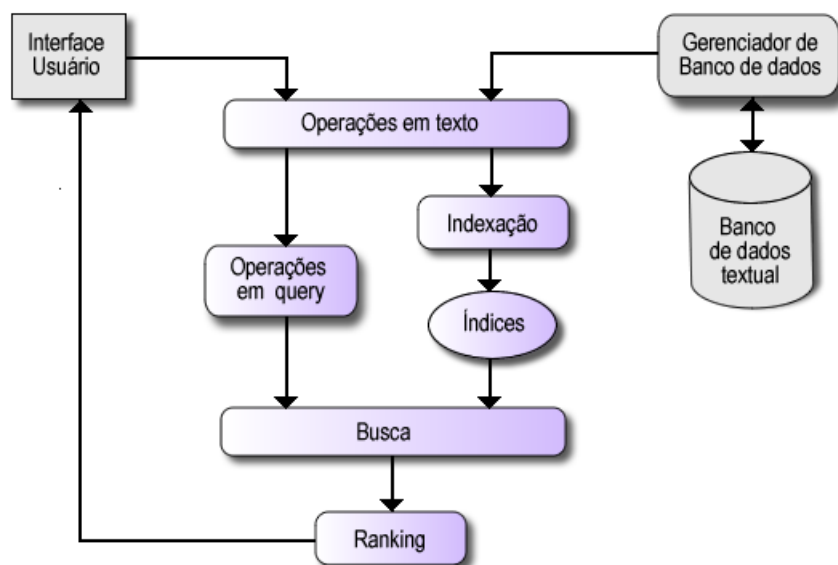 Interface
Usuário
Gerenciador de
Banco de dados
Operações em texto
Indexação
Banco
de dados
textual
Operações
em query
Índices
Busca
Ranking